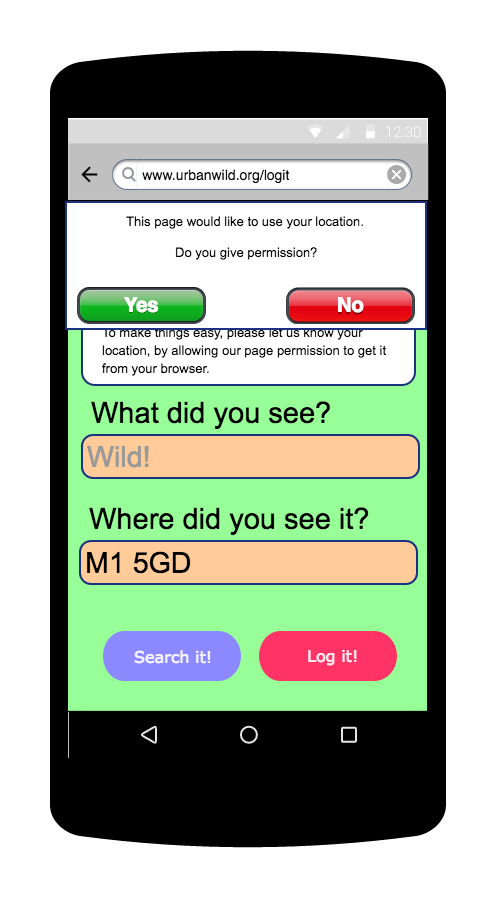 12:30
www.urbanwild.org/logit
This page would like to use your location.
Do you give permission?
Yes
No
To make things easy, please let us know your
location, by allowing our page permission to get it
from your browser.
What did you see?
Wild!
Where did you see it?
M1 5GD
Search it!
Log it!